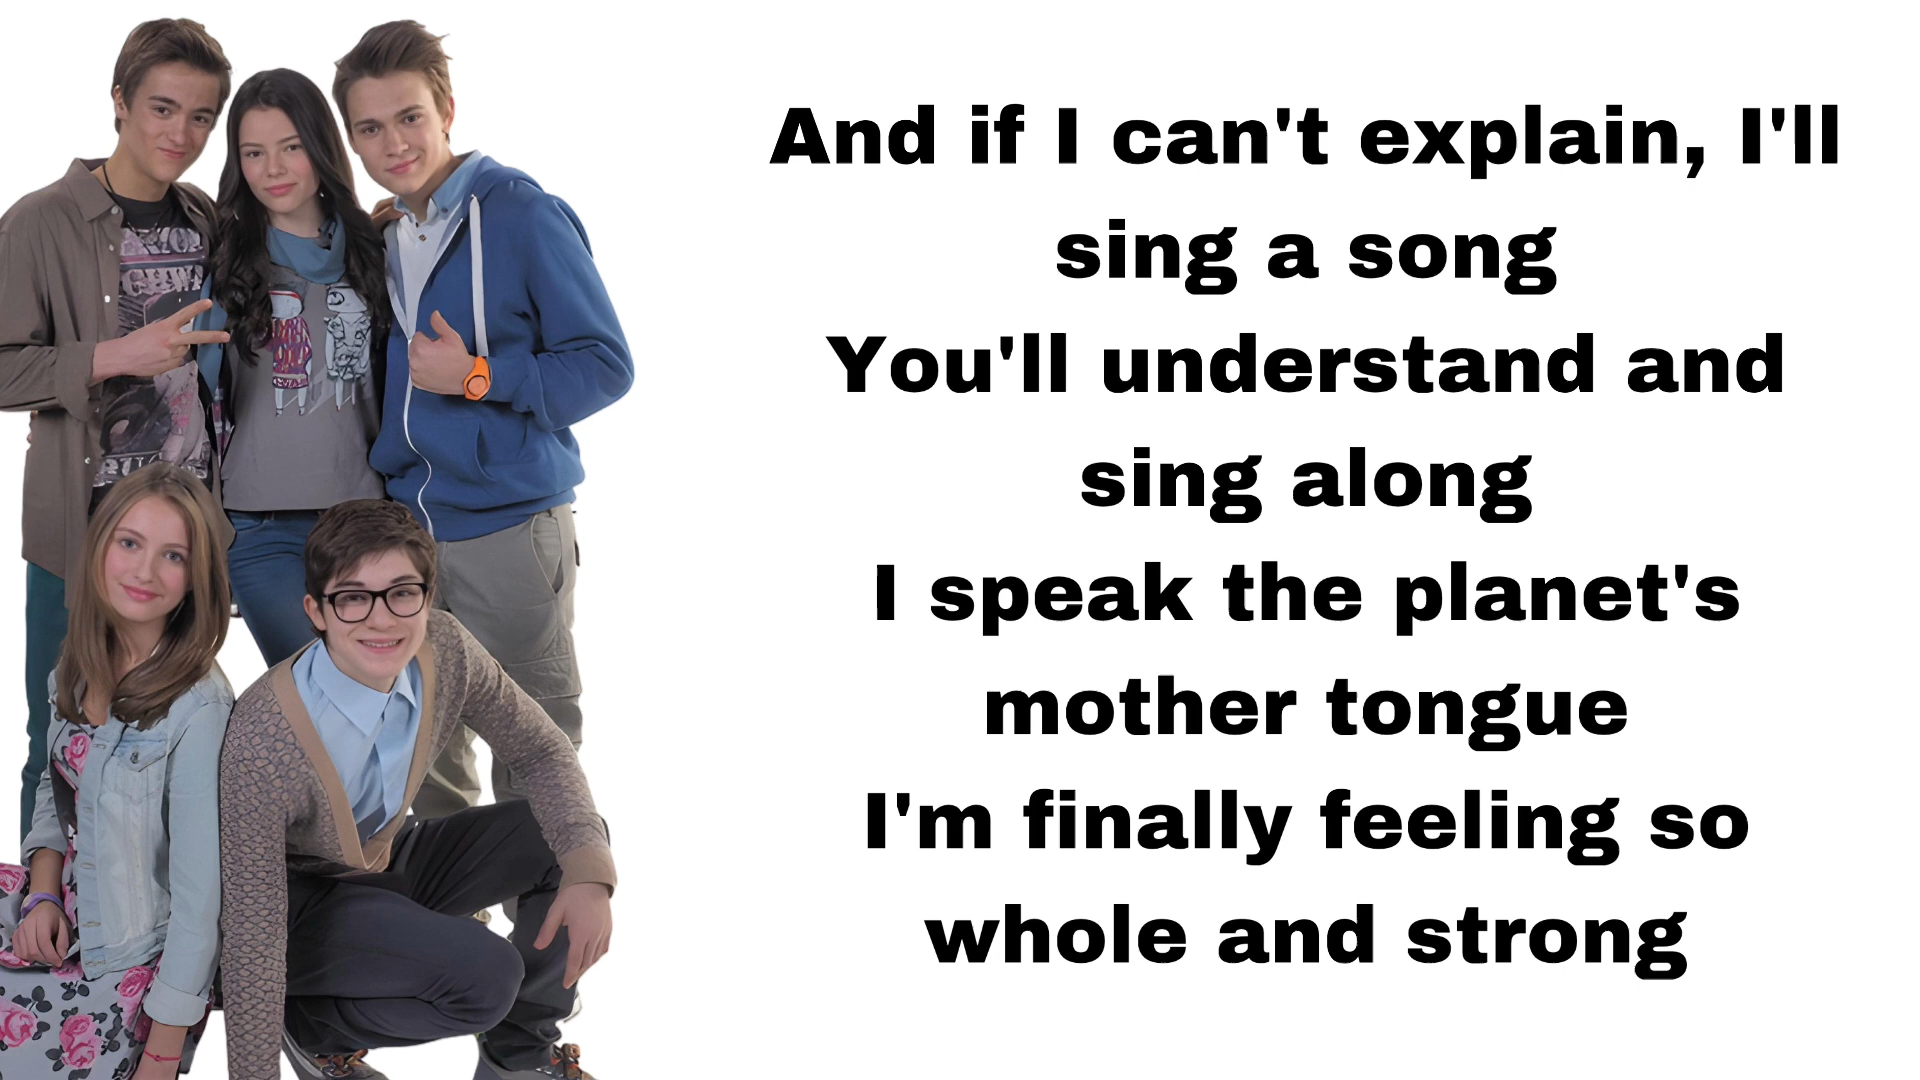 And if I can't explain, I'll
sing a song
You'll understand and
sing along
I speak the planet's
mother tongue
I'm finally feeling so
whole and strong